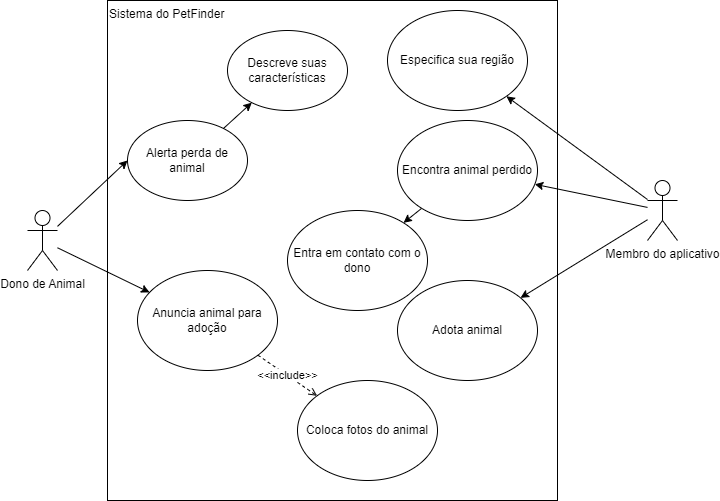 Sistema do PetFinder
Descreve suas
característicias
Especifica sua região
Alerta perda de
animal
Encontra animal perdido
Entra em contato com o
dono
Dono de Animal
Membro do aplicativo
Anuncia animal para
adoção
Adota animal
<<include>>
Coloca fotos do animal